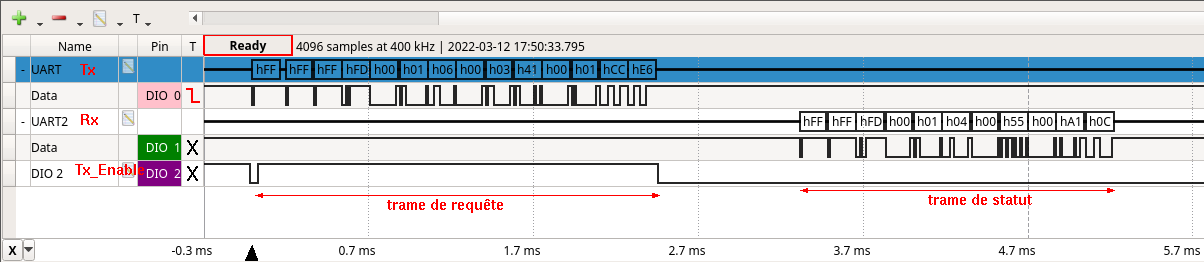 T
Name Pin T Ready 4096 samples at 400 kHz | 2022-03-12 17:50:33.795
- UART Tx hFF hFF hFF hFD h00 h01 h06 h00 h03 h41 h00 h01 hCC hE6
Data DIO 0
- UART2 Rx hFF hFF hFD h00 h01 h04 h00 h55 h00 hA1 h0C
Data DIO 1 X
DIO 2 Tx_Enable DIO 2 X
trame de requête trame de statut
X -0.3 ms 0.7 ms 1.7 ms 2.7 ms 3.7 ms 4.7 ms 5.7 ms